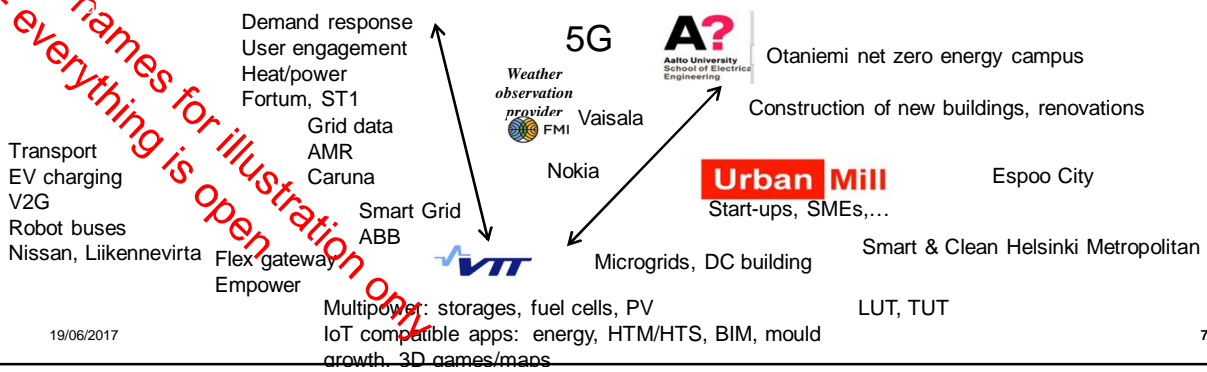 names for illustration only
everything is open
Demand response
User engagement
Heat/power
Fortum, ST1
Grid data
AMR
Caruna
Transport
EV charging
V2G
Robot buses
Nissan, Liikennevirta
Smart Grid
ABB
Flex gateway
Empower
5G
Weather
observation
provider
FMI
Vaisala
Nokia
VTT
A?
Aalto University
School of Electrical
Engineering
Otaniemi net zero energy campus
Construction of new buildings, renovations
Urban Mill
Start-ups, SMEs,...
Espoo City
Smart & Clean Helsinki Metropolitan
Microgrids, DC building
LUT, TUT
Multipower: storages, fuel cells, PV
IoT compatible apps: energy, HTM/HTS, BIM, mould
growth, 3D games/maps
19/06/2017
7